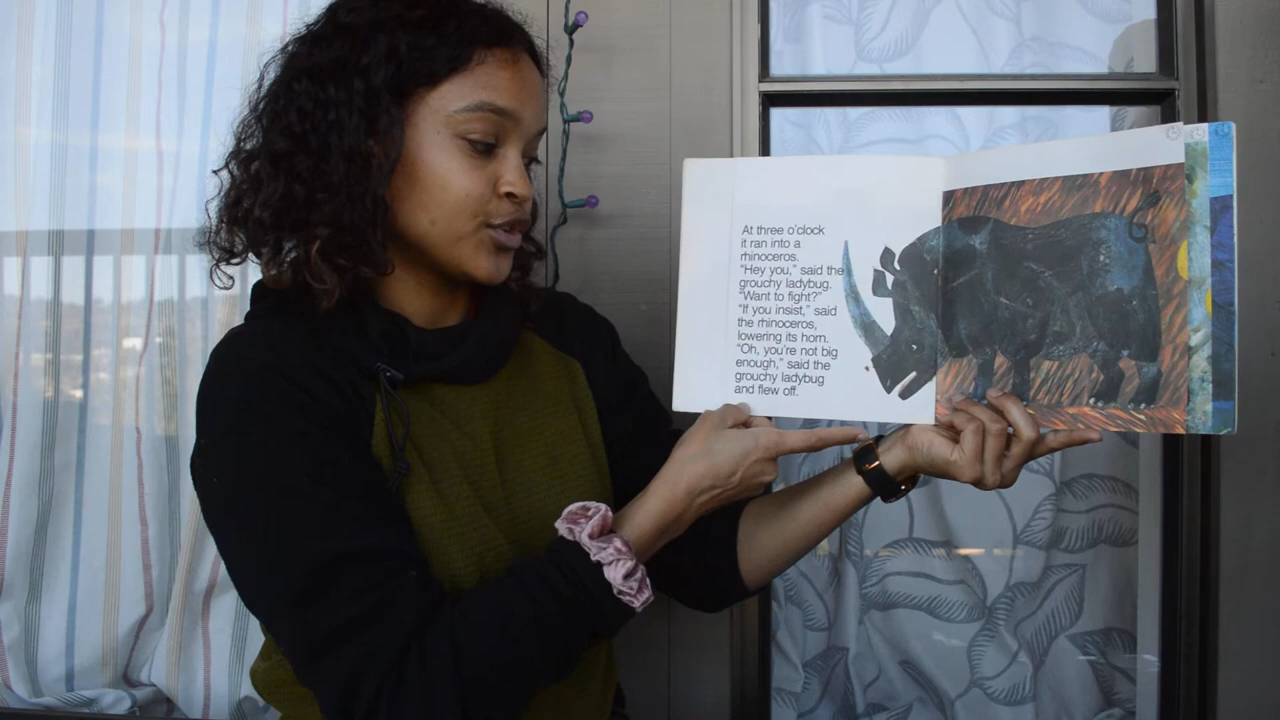 At three o'clock
it ran into a
rhinoceros.
"Hey you," said the
grouchy ladybug.
"Want to fight?"
"If you insist," said
the rhinoceros,
lowering its horn.
"Oh, you're not big
enough," said the
grouchy ladybug
and flew off.